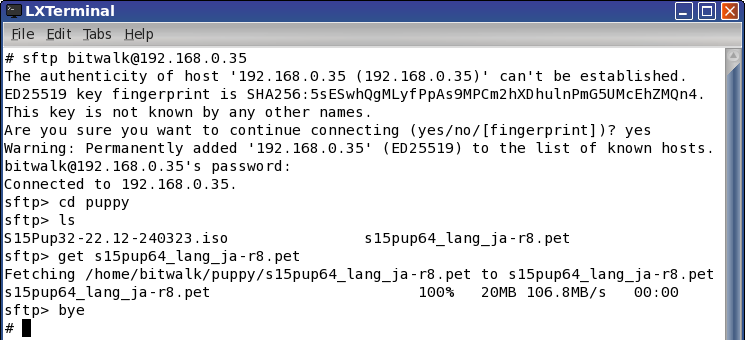 LXTerminal
File Edit Tabs Help
# sftp bitwalk@192.168.0.35
The authenticity of host '192.168.0.35 (192.168.0.35)' can't be established.
ED25519 key fingerprint is SHA256:5sESwhQgMLyfPpAs9MPCm2hXDhulnPmG5UMcEhZMQn4.
This key is not known by any other names.
Are you sure you want to continue connecting (yes/no/[fingerprint])? yes
Warning: Permanently added '192.168.0.35' (ED25519) to the list of known hosts.
bitwalk@192.168.0.35's password:
Connected to 192.168.0.35.
sftp> cd puppy
sftp> ls
S15Pup32-22.12-240323.iso                s15pup64_lang_ja-r8.pet
sftp> get s15pup64_lang_ja-r8.pet
Fetching /home/bitwalk/puppy/s15pup64_lang_ja-r8.pet to s15pup64_lang_ja-r8.pet
s15pup64_lang_ja-r8.pet                         100%   20MB 106.8MB/s   00:00
sftp> bye
#